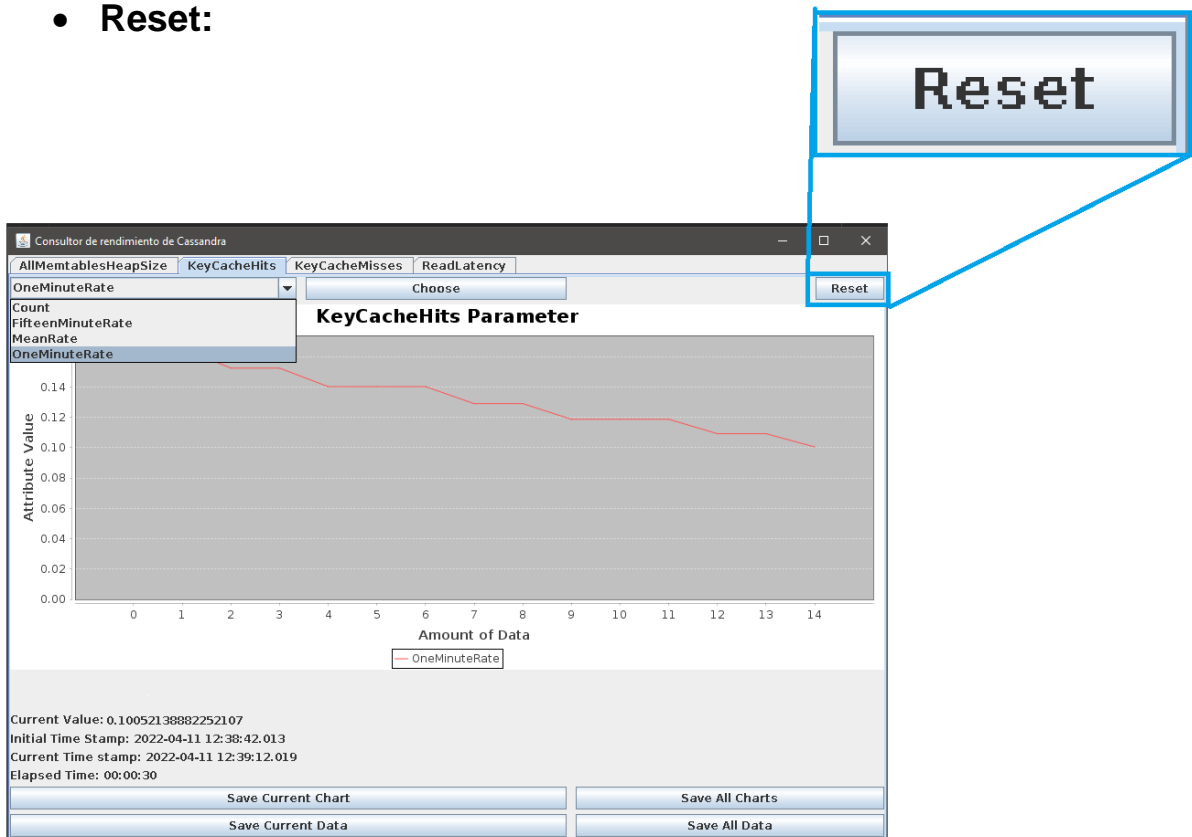 • Reset:
Reset
Consultor de rendimiento de Cassandra
AllMemtablesHeapSize KeyCacheHits KeyCacheMisses ReadLatency
OneMinuteRate Choose Reset
Count
FifteenMinuteRate
MeanRate
OneMinuteRate
KeyCacheHits Parameter
0.14
0.12
0.10
0.08
0.06
0.04
0.02
0.00
Attribute Value
0 1 2 3 4 5 6 7 8 9 10 11 12 13 14
Amount of Data
OneMinuteRate
Current Value: 0.10052138882252107
Initial Time Stamp: 2022-04-11 12:38:42.013
Current Time stamp: 2022-04-11 12:39:12.019
Elapsed Time: 00:00:30
Save Current Chart Save All Charts
Save Current Data Save All Data